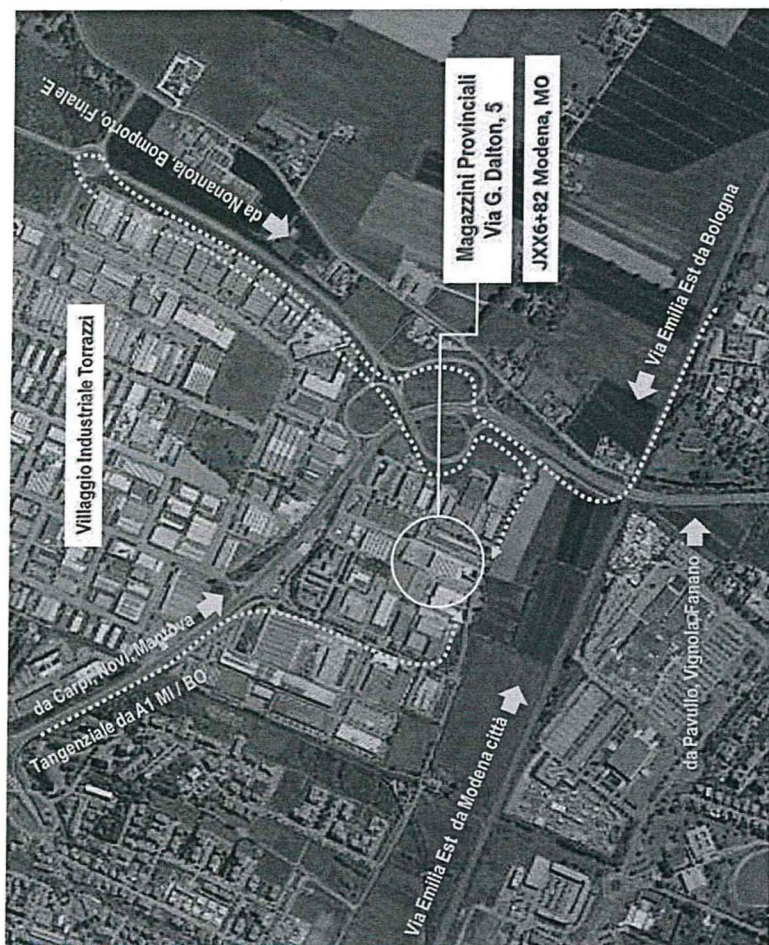 Villaggio Industriale Torrazzi
da Nonantola, Bomporto, Finale E.
da Carpi, Novi, Mantova
Tangenziale da A1 MI / BO
Magazzini Provinciali
Via G. Dalton, 5
JXX6+82 Modena, MO
Via Emilia Est da Modena città
Via Emilia Est da Bologna
da Pavullo, Vignola, Fanano